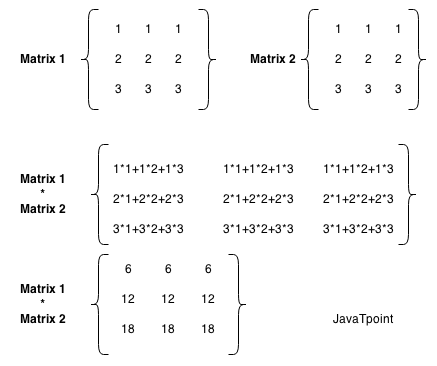 1 1 1
Matrix 1 2 2 2
3 3 3
1 1 1
Matrix 2 2 2 2
3 3 3
Matrix 1
*
Matrix 2
1*1+1*2+1*3 1*1+1*2+1*3 1*1+1*2+1*3
2*1+2*2+2*3 2*1+2*2+2*3 2*1+2*2+2*3
3*1+3*2+3*3 3*1+3*2+3*3 3*1+3*2+3*3
Matrix 1
*
Matrix 2
6 6 6
12 12 12
18 18 18
JavaTpoint